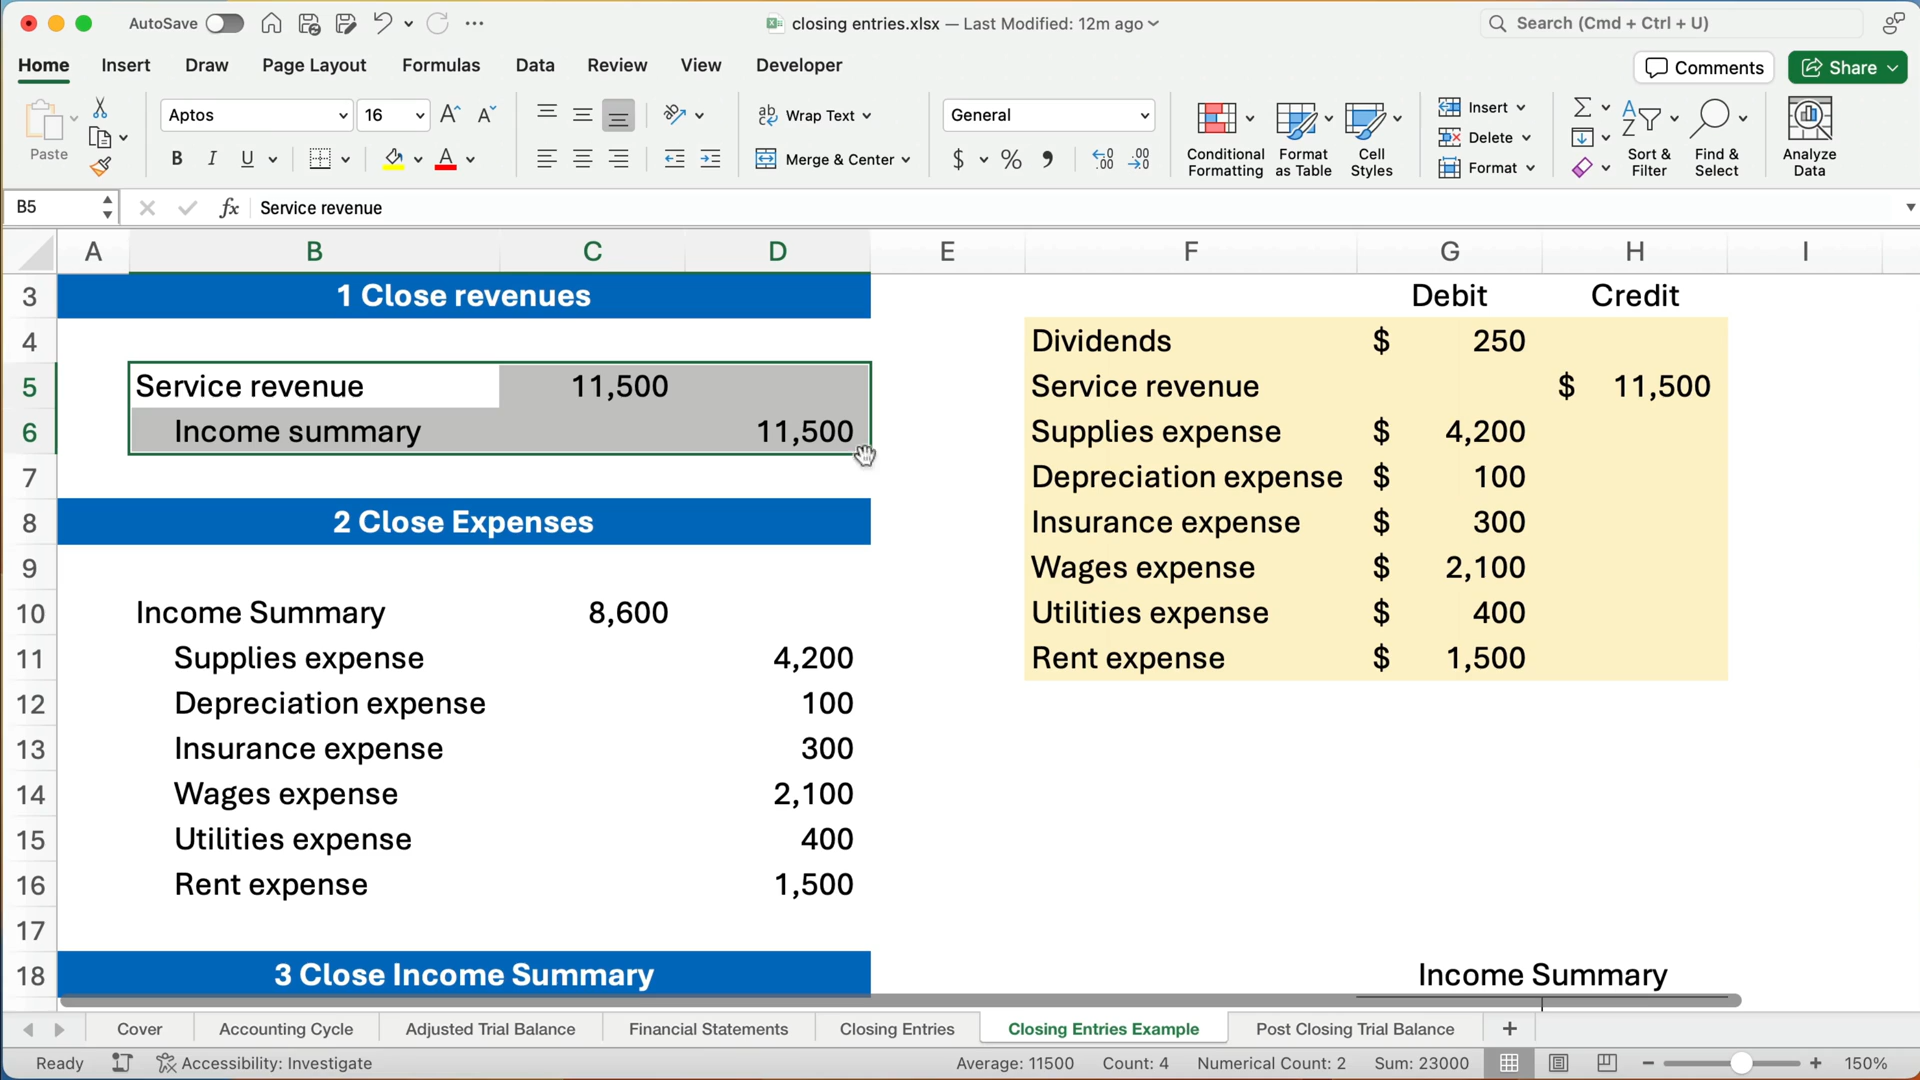 AutoSave
closing entries.xlsx — Last Modified: 12m ago
Search (Cmd + Ctrl + U)
Home Insert Draw Page Layout Formulas Data Review View Developer
Comments
Share
Paste
Aptos 16
B I U
Wrap Text
Merge & Center
General
$ % 
Conditional Formatting
Format as Table
Cell Styles
Insert
Delete
Format
Sort & Filter
Find & Select
Analyze Data
B5 fx Service revenue
A B C D E F G H I
3 1 Close revenues Debit Credit
4 Dividends $ 250
5 Service revenue 11,500 Service revenue $ 11,500
6 Income summary 11,500 Supplies expense $ 4,200
7 Depreciation expense $ 100
8 2 Close Expenses Insurance expense $ 300
9 Wages expense $ 2,100
10 Income Summary 8,600 Utilities expense $ 400
11 Supplies expense 4,200 Rent expense $ 1,500
12 Depreciation expense 100
13 Insurance expense 300
14 Wages expense 2,100
15 Utilities expense 400
16 Rent expense 1,500
17
18 3 Close Income Summary Income Summary
Cover Accounting Cycle Adjusted Trial Balance Financial Statements Closing Entries Closing Entries Example Post Closing Trial Balance +
Ready Accessibility: Investigate Average: 11500 Count: 4 Numerical Count: 2 Sum: 23000 150%